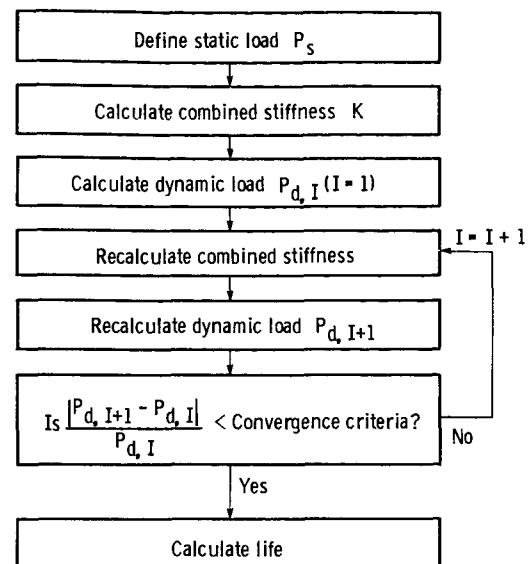 Define static load P_s
Calculate combined stiffness K
Calculate dynamic load P_d, I (I = 1)
I = I + 1
Recalculate combined stiffness
Recalculate dynamic load P_d, I+1
Is |P_d, I+1 - P_d, I| / P_d, I < Convergence criteria?
No
Yes
Calculate life